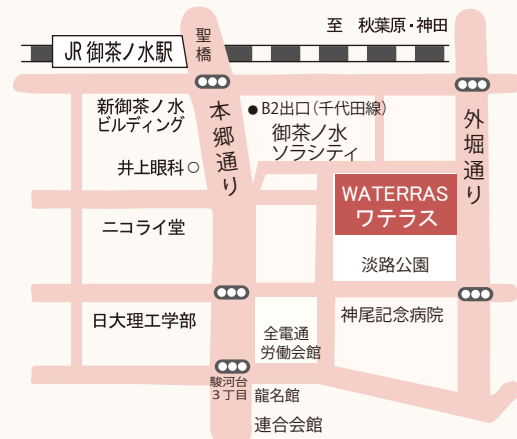 至 秋葉原・神田
聖橋
JR 御茶ノ水駅
新御茶ノ水
ビルディング
本郷通り
B2出口(千代田線)
御茶ノ水
ソラシティ
外堀通り
井上眼科
WATERRAS
ワテラス
ニコライ堂
淡路公園
日大理工学部
神尾記念病院
全電通
労働会館
駿河台
3丁目
龍名館
連合会館